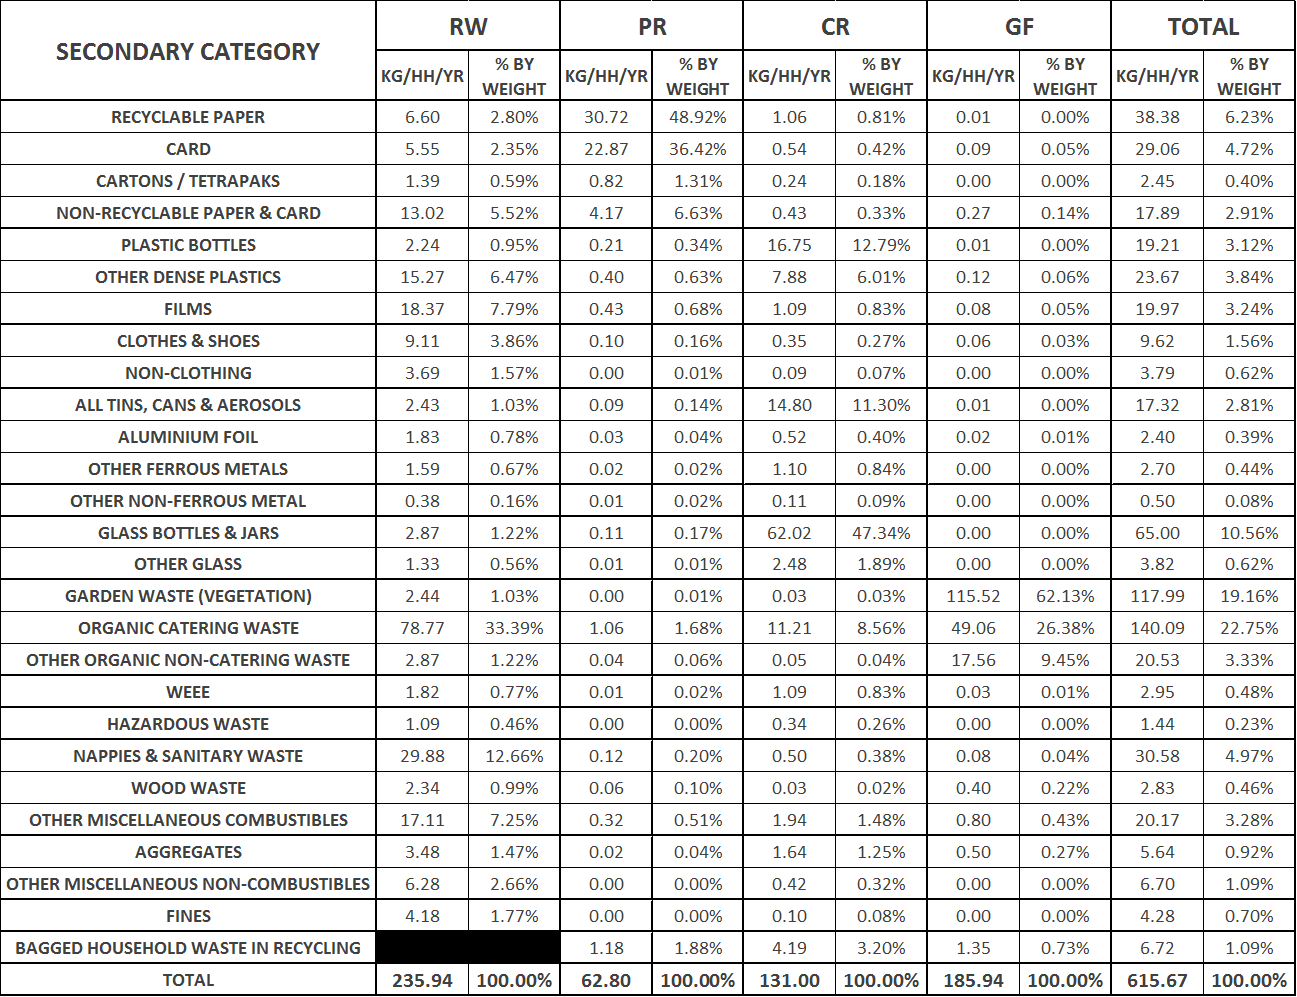 SECONDARY CATEGORY RW PR CR GF TOTAL
KG/HH/YR % BY WEIGHT KG/HH/YR % BY WEIGHT KG/HH/YR % BY WEIGHT KG/HH/YR % BY WEIGHT KG/HH/YR % BY WEIGHT
RECYCLABLE PAPER 6.60 2.80% 30.72 48.92% 1.06 0.81% 0.01 0.00% 38.38 6.23%
CARD 5.55 2.35% 22.87 36.42% 0.54 0.42% 0.09 0.05% 29.06 4.72%
CARTONS / TETRAPAKS 1.39 0.59% 0.82 1.31% 0.24 0.18% 0.00 0.00% 2.45 0.40%
NON-RECYCLABLE PAPER & CARD 13.02 5.52% 4.17 6.63% 0.43 0.33% 0.27 0.14% 17.89 2.91%
PLASTIC BOTTLES 2.24 0.95% 0.21 0.34% 16.75 12.79% 0.01 0.00% 19.21 3.12%
OTHER DENSE PLASTICS 15.27 6.47% 0.40 0.63% 7.88 6.01% 0.12 0.06% 23.67 3.84%
FILMS 18.37 7.79% 0.43 0.68% 1.09 0.83% 0.08 0.05% 19.97 3.24%
CLOTHES & SHOES 9.11 3.86% 0.10 0.16% 0.35 0.27% 0.06 0.03% 9.62 1.56%
NON-CLOTHING 3.69 1.57% 0.00 0.01% 0.09 0.07% 0.00 0.00% 3.79 0.62%
ALL TINS, CANS & AEROSOLS 2.43 1.03% 0.09 0.14% 14.80 11.30% 0.01 0.00% 17.32 2.81%
ALUMINIUM FOIL 1.83 0.78% 0.03 0.04% 0.52 0.40% 0.02 0.01% 2.40 0.39%
OTHER FERROUS METALS 1.59 0.67% 0.02 0.02% 1.10 0.84% 0.00 0.00% 2.70 0.44%
OTHER NON-FERROUS METAL 0.38 0.16% 0.01 0.02% 0.11 0.09% 0.00 0.00% 0.50 0.08%
GLASS BOTTLES & JARS 2.87 1.22% 0.11 0.17% 62.02 47.34% 0.00 0.00% 65.00 10.56%
OTHER GLASS 1.33 0.56% 0.01 0.01% 2.48 1.89% 0.00 0.00% 3.82 0.62%
GARDEN WASTE (VEGETATION) 2.44 1.03% 0.00 0.01% 0.03 0.03% 115.52 62.13% 117.99 19.16%
ORGANIC CATERING WASTE 78.77 33.39% 1.06 1.68% 11.21 8.56% 49.06 26.38% 140.09 22.75%
OTHER ORGANIC NON-CATERING WASTE 2.87 1.22% 0.04 0.06% 0.05 0.04% 17.56 9.45% 20.53 3.33%
WEEE 1.82 0.77% 0.01 0.02% 1.09 0.83% 0.03 0.01% 2.95 0.48%
HAZARDOUS WASTE 1.09 0.46% 0.00 0.00% 0.34 0.26% 0.00 0.00% 1.44 0.23%
NAPPIES & SANITARY WASTE 29.88 12.66% 0.12 0.20% 0.50 0.38% 0.08 0.04% 30.58 4.97%
WOOD WASTE 2.34 0.99% 0.06 0.10% 0.03 0.02% 0.40 0.22% 2.83 0.46%
OTHER MISCELLANEOUS COMBUSTIBLES 17.11 7.25% 0.32 0.51% 1.94 1.48% 0.80 0.43% 20.17 3.28%
AGGREGATES 3.48 1.47% 0.02 0.04% 1.64 1.25% 0.50 0.27% 5.64 0.92%
OTHER MISCELLANEOUS NON-COMBUSTIBLES 6.28 2.66% 0.00 0.00% 0.42 0.32% 0.00 0.00% 6.70 1.09%
FINES 4.18 1.77% 0.00 0.00% 0.10 0.08% 0.00 0.00% 4.28 0.70%
BAGGED HOUSEHOLD WASTE IN RECYCLING 1.18 1.88% 4.19 3.20% 1.35 0.73% 6.72 1.09%
TOTAL 235.94 100.00% 62.80 100.00% 131.00 100.00% 185.94 100.00% 615.67 100.00%